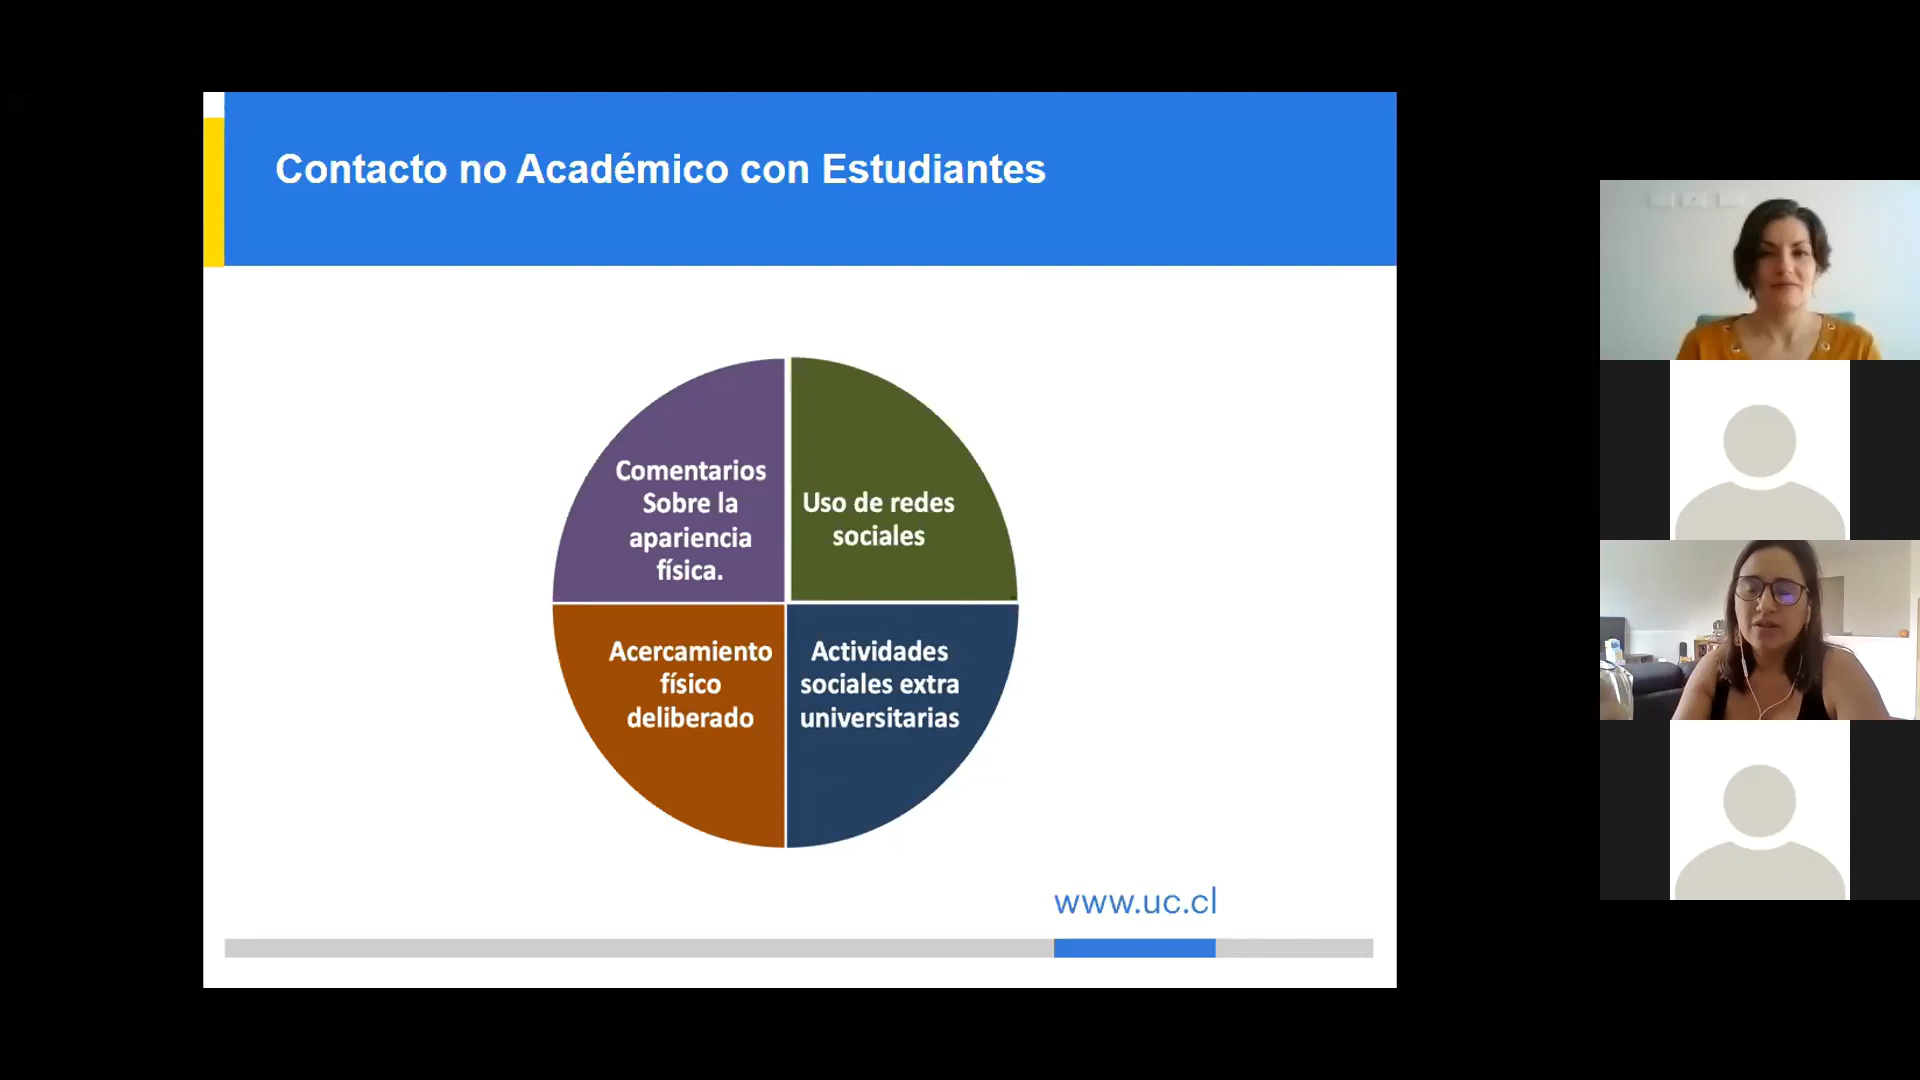 Contacto no Académico con Estudiantes
Comentarios
Sobre la
apariencia
física.
Uso de redes
sociales
Acercamiento
físico
deliberado
Actividades
sociales extra
universitarias
www.uc.cl